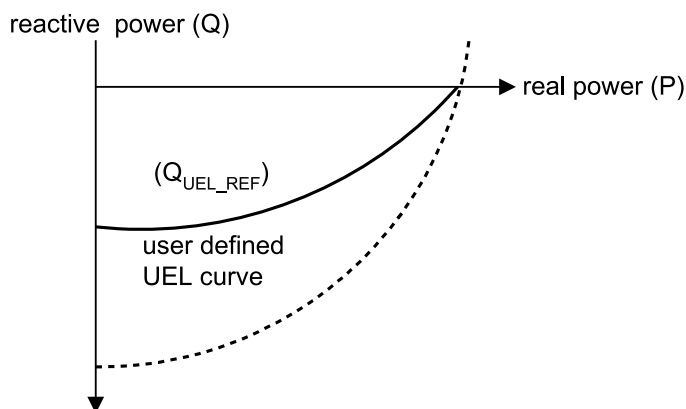 reactive power (Q)
real power (P)
(QUEL_REF)
user defined
UEL curve